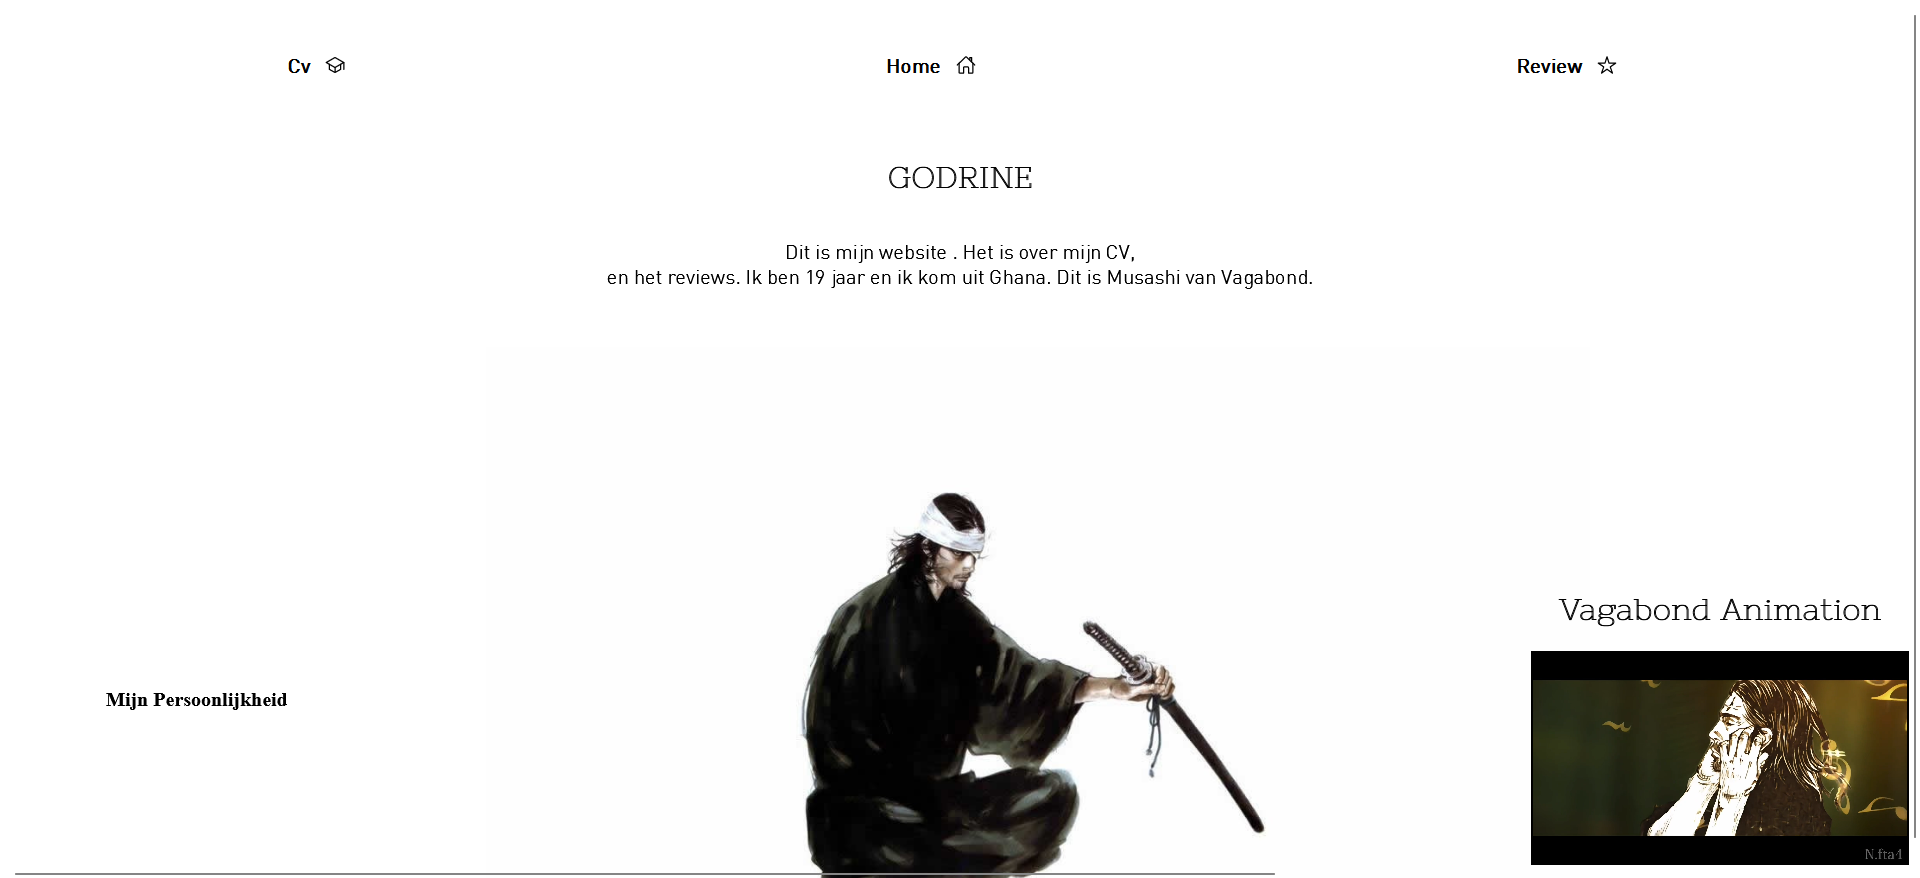 Cv
Home
Review
GODRINE
Dit is mijn website . Het is over mijn CV,
en het reviews. Ik ben 19 jaar en ik kom uit Ghana. Dit is Musashi van Vagabond.
Vagabond Animation
Mijn Persoonlijkheid
N.fta4